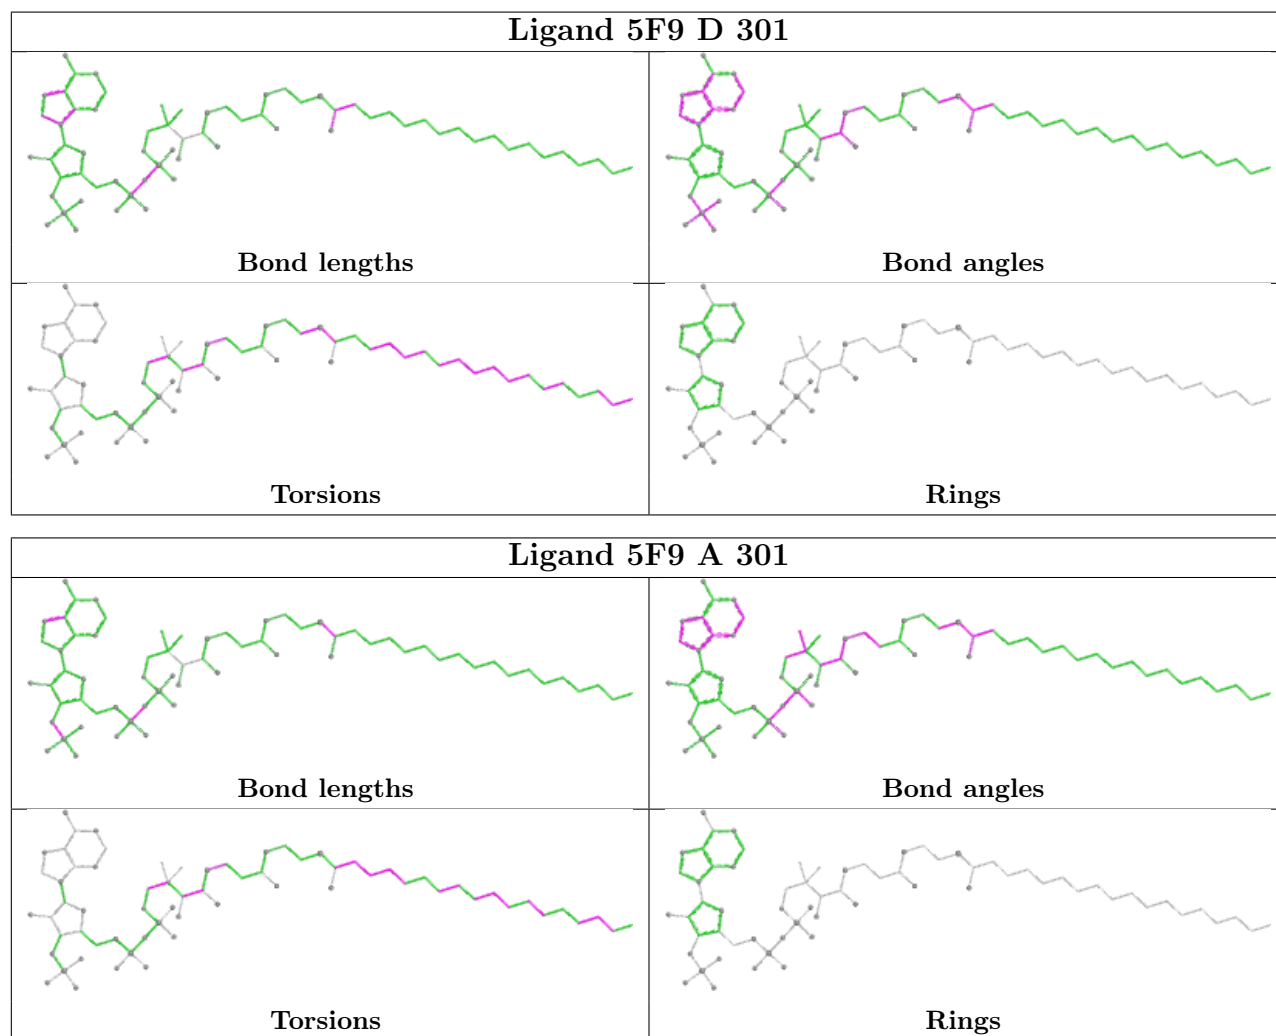 Ligand 5F9 D 301
Bond lengths
Bond angles
Torsions
Rings
Ligand 5F9 A 301
Bond lengths
Bond angles
Torsions
Rings